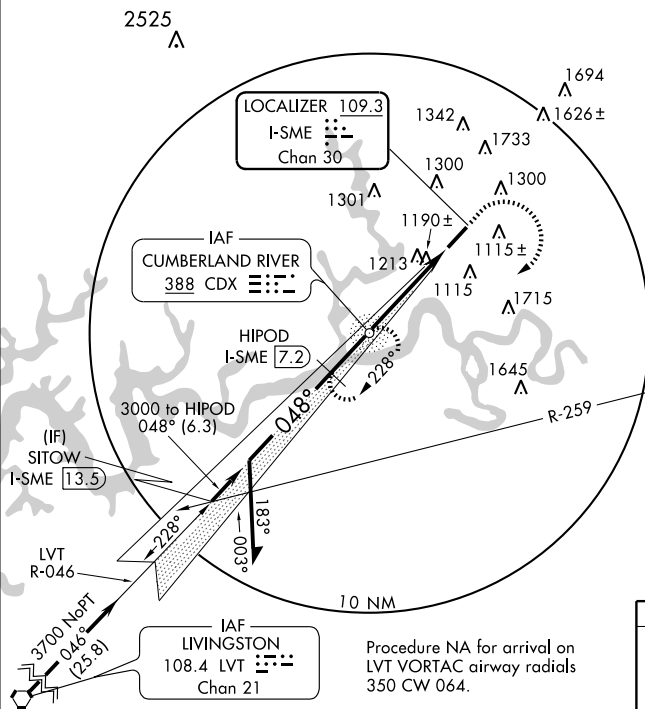 2525
1694
1626±
LOCALIZER 109.3
I-SME
Chan 30
1342
1733
1300
1300
1301
1190±
1213
1115±
1115
IAF
CUMBERLAND RIVER
388 CDX
1715
HIPOD
I-SME 7.2
228°
1645
048°
3000 to HIPOD
048° (6.3)
R-259
(IF)
SITOW
I-SME 13.5
228°
183°
003°
LVT
R-046
10 NM
3700 NoPT
046°
(25.8)
IAF
LIVINGSTON
108.4 LVT
Chan 21
Procedure NA for arrival on
LVT VORTAC airway radials
350 CW 064.